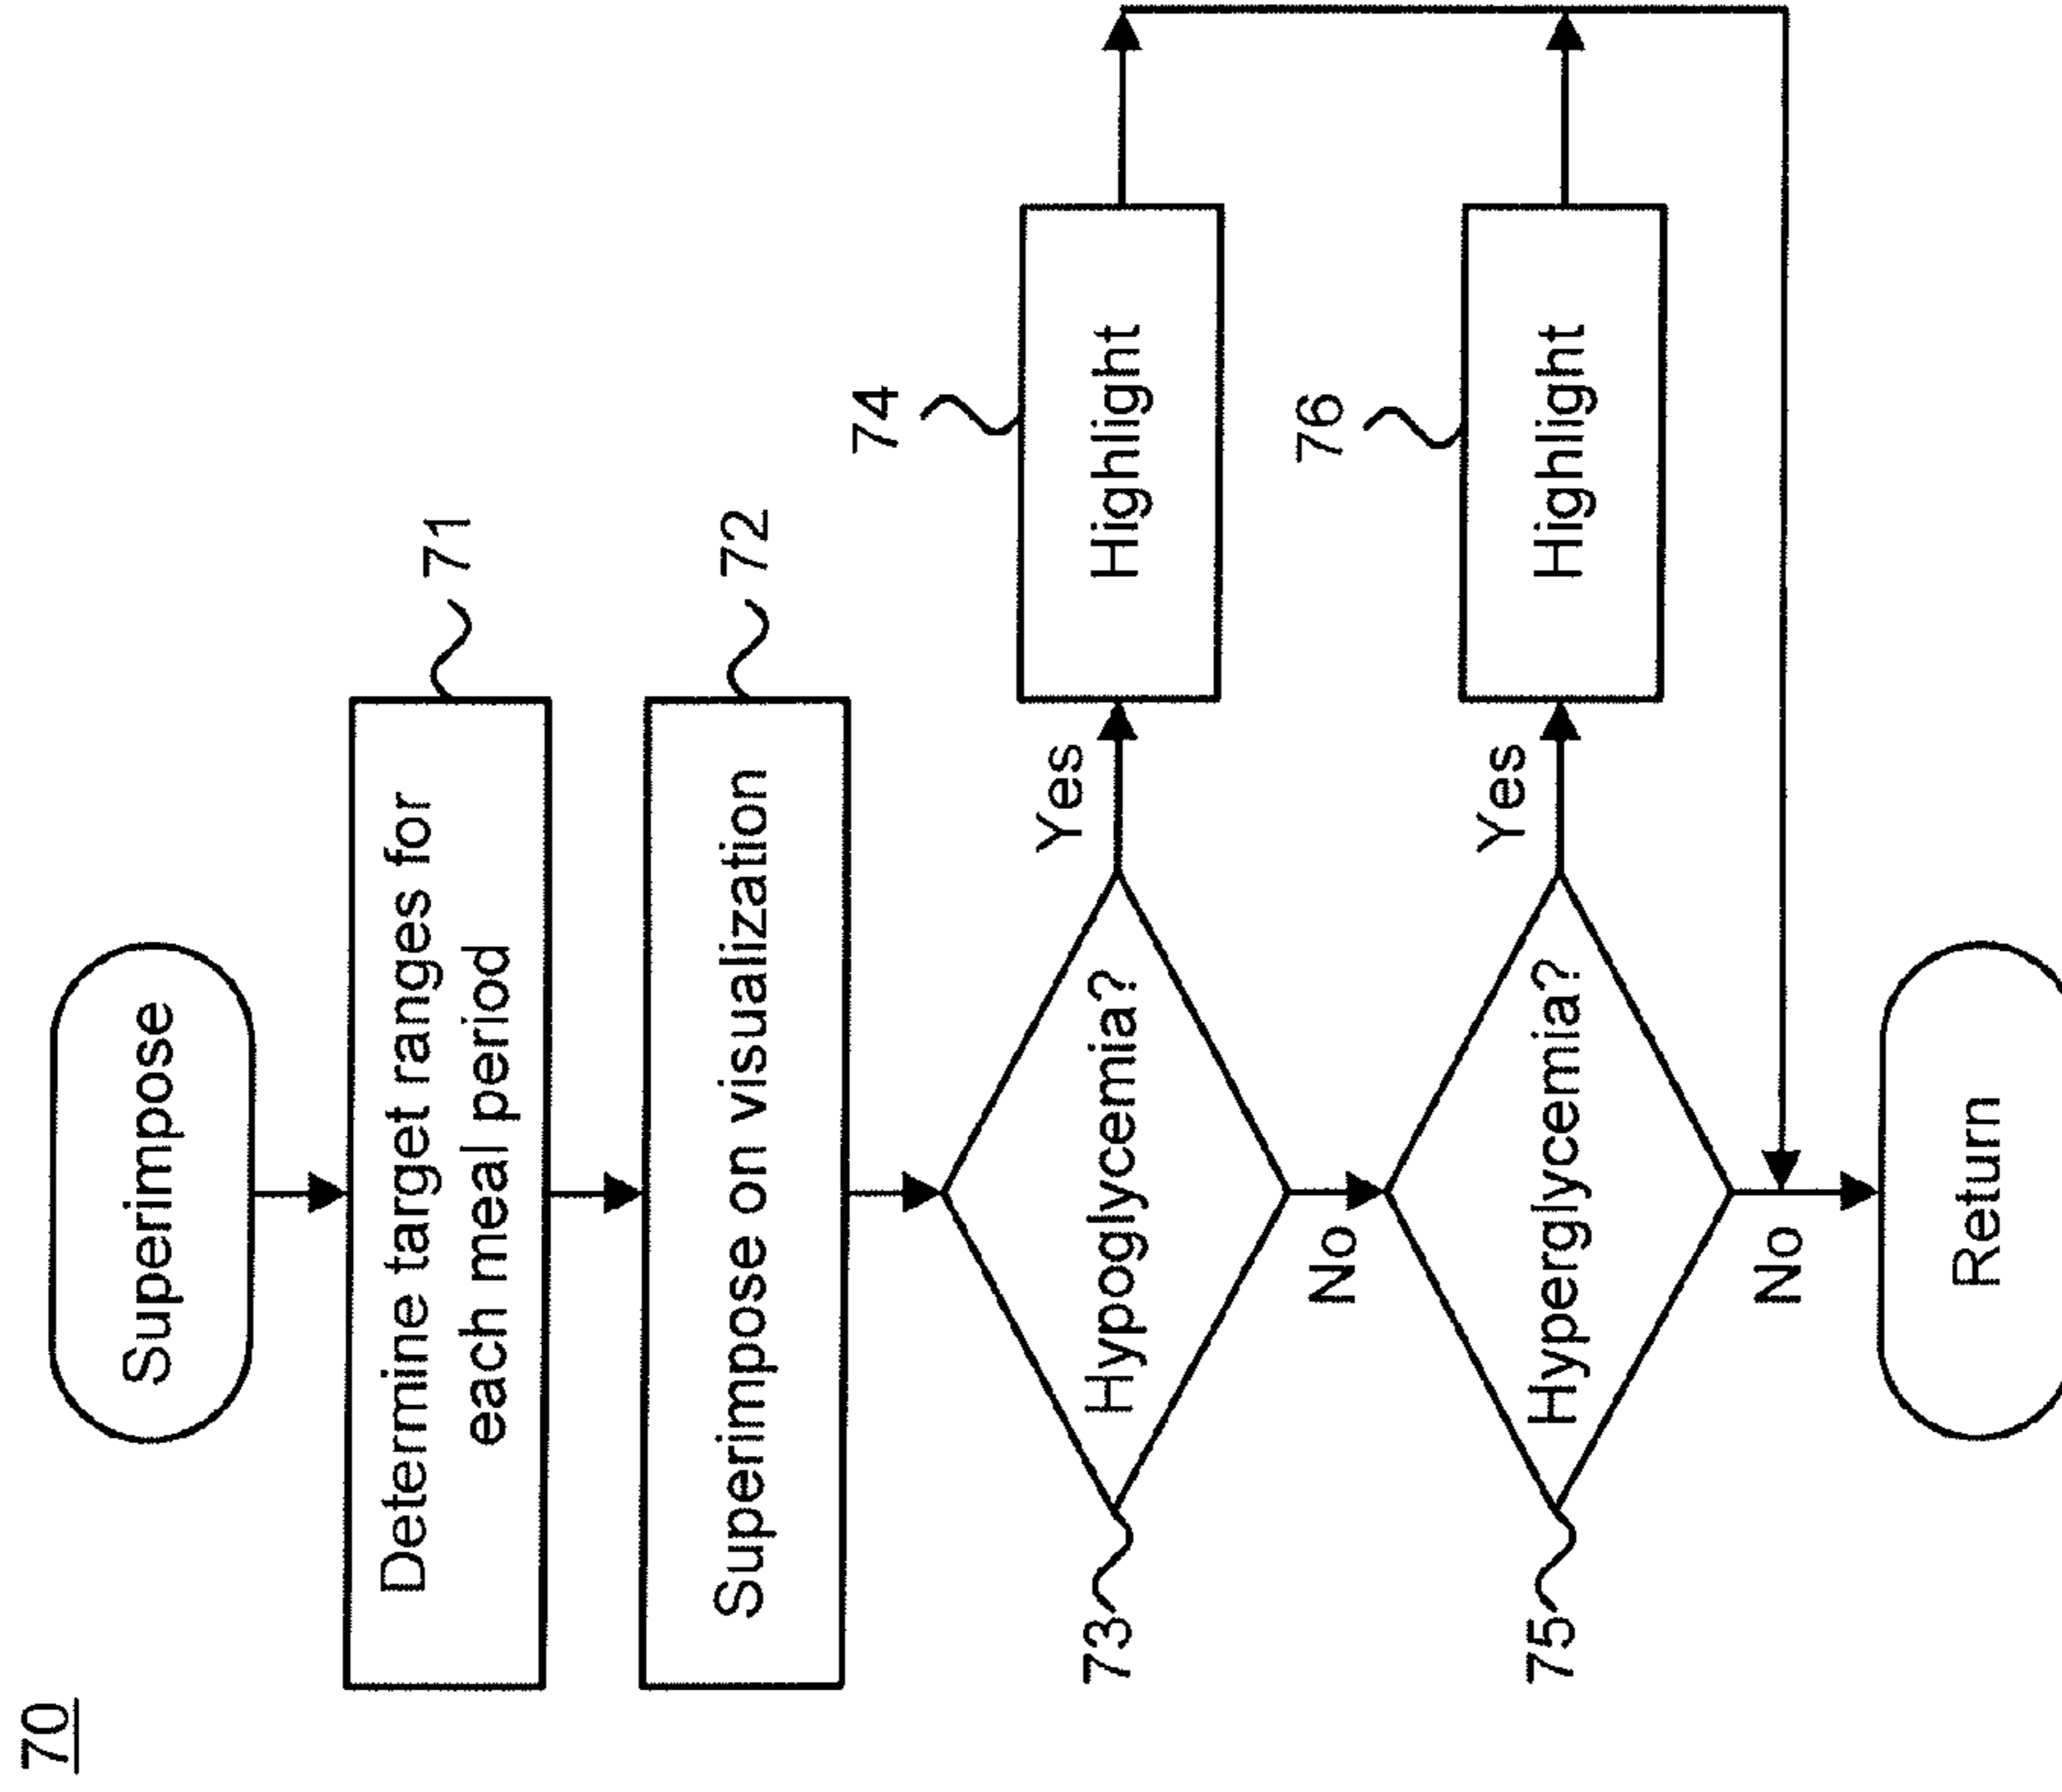 70
Superimpose
Determine target ranges for
each meal period
71
Superimpose on visualization
72
73
Hypoglycemia?
Yes
Highlight
74
No
75
Hyperglycemia?
Yes
Highlight
76
No
Return